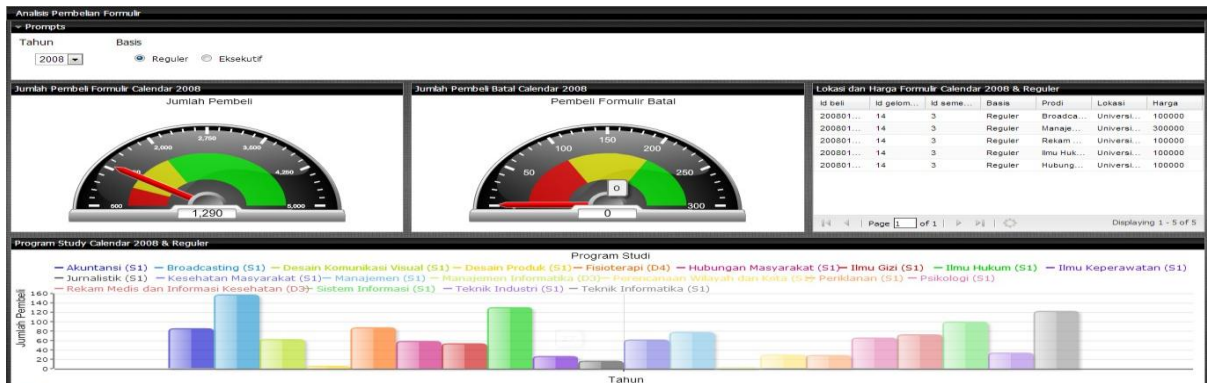 Analisis Pembelian Formulir
Prompts
Tahun Basis
2008 Reguler Eksekutif
Jumlah Pembeli Formulir Calendar 2008
Jumlah Pembeli
500 2,000 2,750 3,500 4,250 5,000
1,290
Jumlah Pembeli Batal Calendar 2008
Pembeli Formulir Batal
50 100 150 200 250 300
0
0
Lokasi dan Harga Formulir Calendar 2008 & Reguler
Id beli Id gelom... Id seme... Basis Prodi Lokasi Harga
200801... 14 3 Reguler Broadca... Universi... 100000
200801... 14 3 Reguler Manaje... Universi... 300000
200801... 14 3 Reguler Rekam ... Universi... 100000
200801... 14 3 Reguler Ilmu Huk... Universi... 100000
200801... 14 3 Reguler Hubung... Universi... 100000
Page 1 of 1 Displaying 1 - 5 of 5
Program Study Calendar 2008 & Reguler
Program Studi
Akuntansi (S1) Broadcasting (S1) Desain Komunikasi Visual (S1) Desain Produk (S1) Fisioterapi (D4) Hubungan Masyarakat (S1) Ilmu Gizi (S1) Ilmu Hukum (S1) Ilmu Keperawatan (S1)
Jurnalistik (S1) Kesehatan Masyarakat (S1) Manajemen (S1) Manajemen Informatika (D3) Perencanaan Wilayah dan Kota Periklanan (S1) Psikologi (S1)
Rekam Medis dan Informasi Kesehatan (D3) Sistem Informasi (S1) Teknik Industri (S1) Teknik Informatika (S1)
Jumlah Pembeli
160
140
120
100
80
60
40
20
0
Tahun